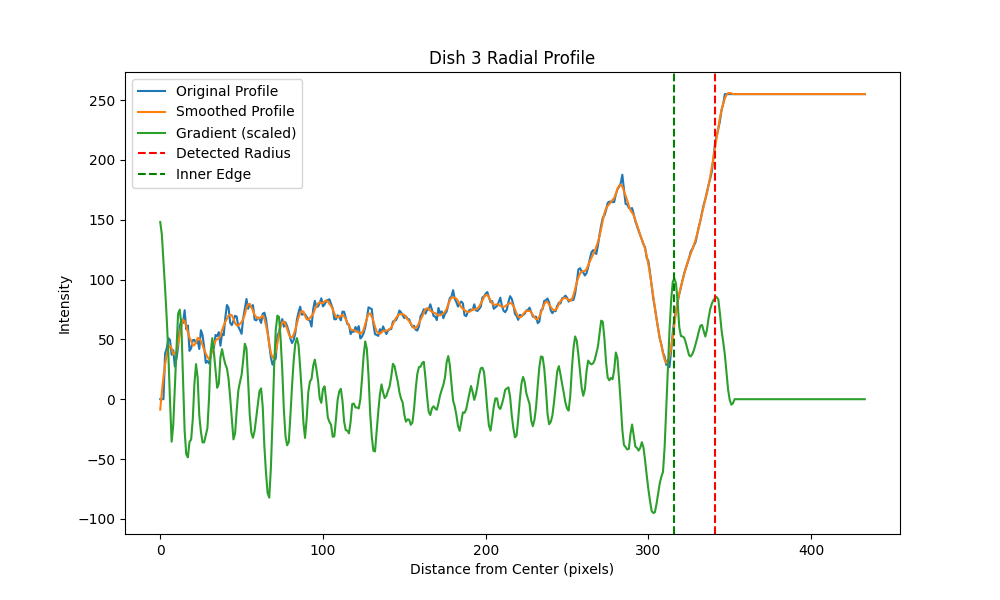 Dish 3 Radial Profile
Original Profile
Smoothed Profile
Gradient (scaled)
Detected Radius
Inner Edge
250
200
150
100
50
0
−50
−100
Intensity
0 100 200 300 400
Distance from Center (pixels)